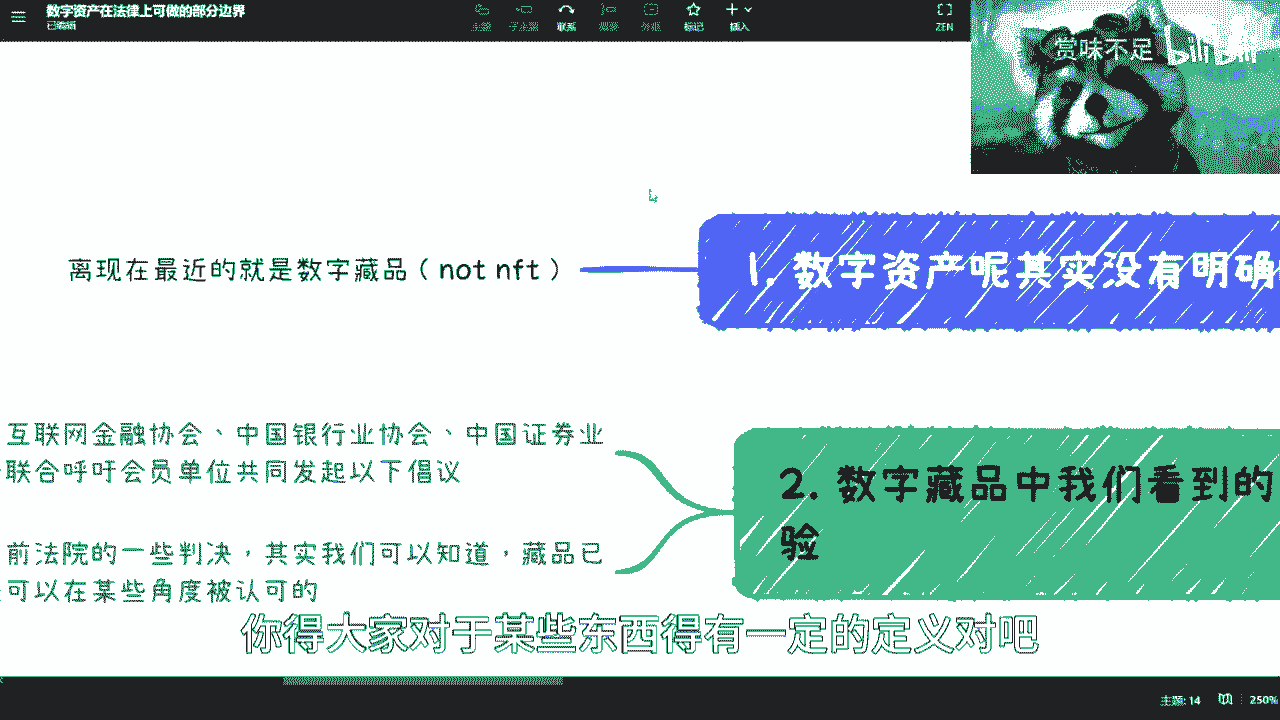 数字资产在法律上可做的部分边界
已编辑
主题
子主题
联系
概要
外框
标记
插入
ZEN
赏味不足 bilibili
离现在最近的就是数字藏品（not nft）
1. 数字资产呢其实没有明确
互联网金融协会、中国银行业协会、中国证券业
联合呼吁会员单位共同发起以下倡议
2. 数字藏品中我们看到的
验
前法院的一些判决，其实我们可以知道，藏品已
可以在某些角度被认可的
你得大家对于某些东西得有一定的定义对吧
主题: 14
250%